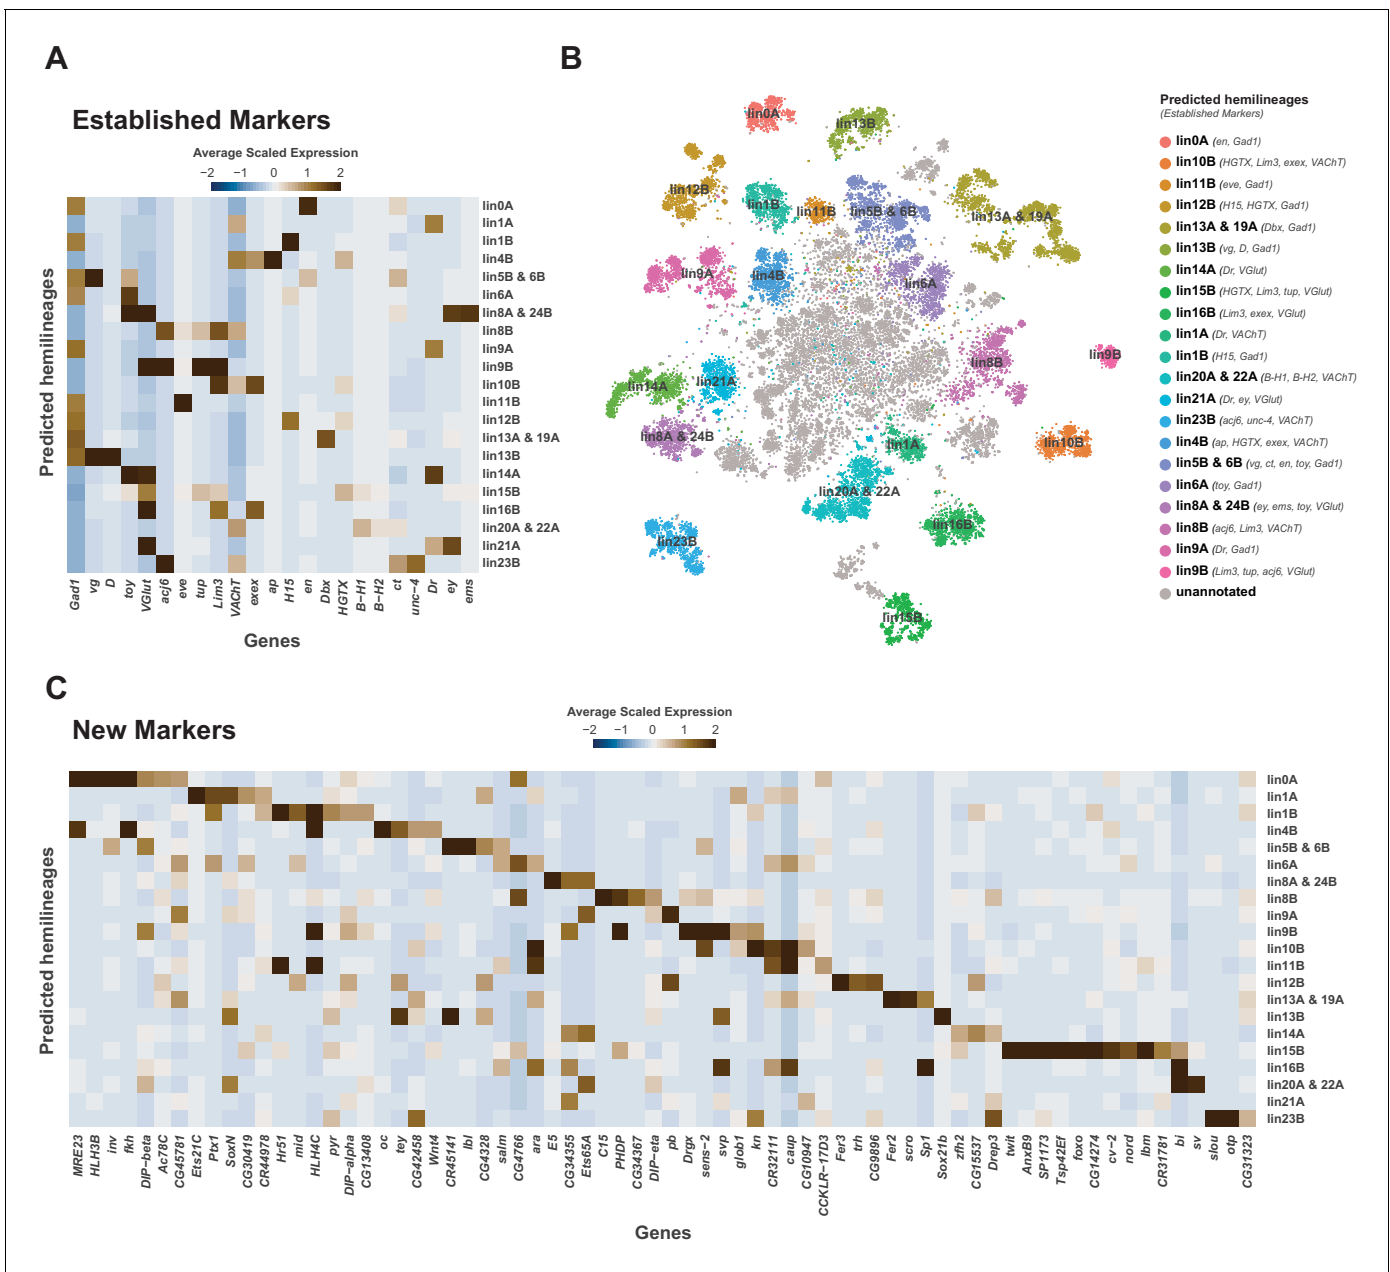 A
Established Markers
Average Scaled Expression
−2 −1 0 1 2
Predicted hemilineages
lin0A
lin1A
lin1B
lin4B
lin5B & 6B
lin6A
lin8A & 24B
lin8B
lin9A
lin9B
lin10B
lin11B
lin12B
lin13A & 19A
lin13B
lin14A
lin15B
lin16B
lin20A & 22A
lin21A
lin23B
Gad1 vg D toy VGlut acj6 eve tup Lim3 VAChT exex ap H15 en Dbx HGTX B-H1 B-H2 ct unc-4 Dr ey ems
Genes
B
lin0A
lin13B
lin12B
lin1B
lin11B
lin5B & 6B
lin13A & 19A
lin9A
lin4B
lin6A
lin9B
lin8B
lin14A
lin21A
lin8A & 24B
lin1A
lin10B
lin20A & 22A
lin16B
lin23B
lin15B
Predicted hemilineages
(Established Markers)
lin0A (en, Gad1)
lin10B (HGTX, Lim3, exex, VAChT)
lin11B (eve, Gad1)
lin12B (H15, HGTX, Gad1)
lin13A & 19A (Dbx, Gad1)
lin13B (vg, D, Gad1)
lin14A (Dr, VGlut)
lin15B (HGTX, Lim3, tup, VGlut)
lin16B (Lim3, exex, VGlut)
lin1A (Dr, VAChT)
lin1B (H15, Gad1)
lin20A & 22A (B-H1, B-H2, VAChT)
lin21A (Dr, ey, VGlut)
lin23B (acj6, unc-4, VAChT)
lin4B (ap, HGTX, exex, VAChT)
lin5B & 6B (vg, ct, en, toy, Gad1)
lin6A (toy, Gad1)
lin8A & 24B (ey, ems, toy, VGlut)
lin8B (acj6, Lim3, VAChT)
lin9A (Dr, Gad1)
lin9B (Lim3, tup, acj6, VGlut)
unannotated
C
New Markers
Average Scaled Expression
−2 −1 0 1 2
Predicted hemilineages
lin0A
lin1A
lin1B
lin4B
lin5B & 6B
lin6A
lin8A & 24B
lin8B
lin9A
lin9B
lin10B
lin11B
lin12B
lin13A & 19A
lin13B
lin14A
lin15B
lin16B
lin20A & 22A
lin21A
lin23B
MRE23 HLH3B inv fkh DIP-beta Ac78C CG45781 Ets21C Ptx1 SoxN CG30419 CR44978 Hr51 mid HLH4C pyr DIP-alpha CG13408 oc tey CG42458 Wnt4 CR45141 lbl CG4328 salm CG4766 ara E5 CG34355 Ets65A C15 PHDP CG34367 DIP-eta pb Drgx sens-2 svp glob1 kn CR32111 caup CG10947 CCKLR-17D3 Fer3 trh CG9896 Fer2 scro Sp1 Sox21b zfh2 CG15537 Drep3 twit AnxB9 SP1173 Tsp42Ef foxo CG14274 cv-2 nord lbm CR31781 bi sv slou otp CG31323
Genes